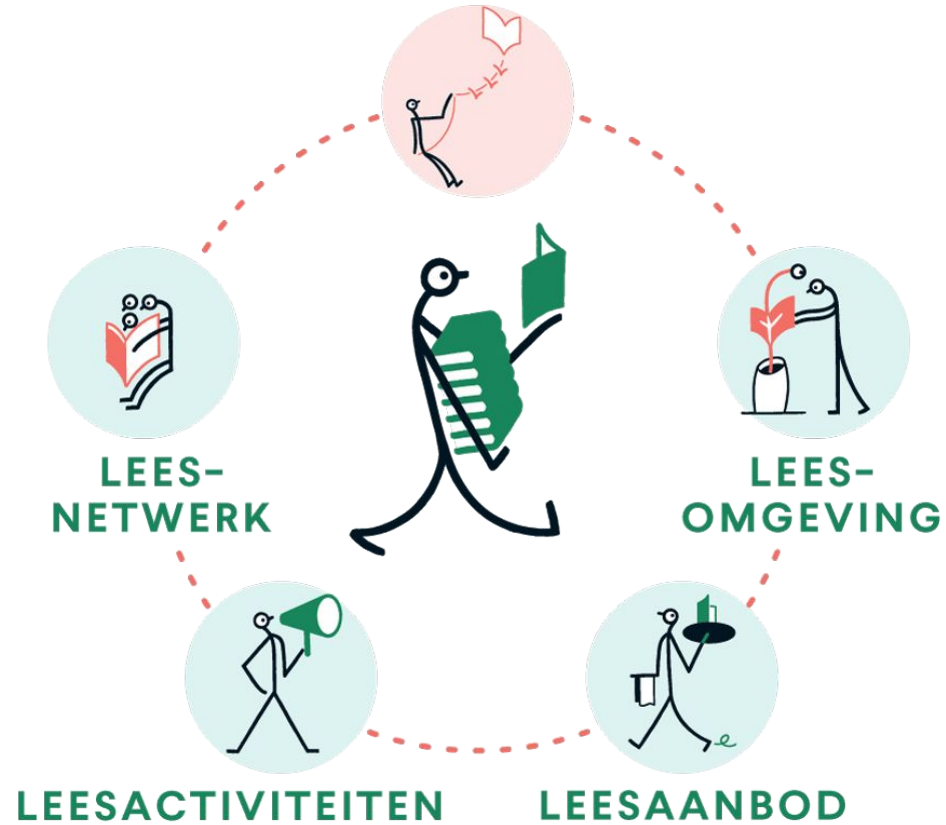 LEES-
NETWERK
LEES-
OMGEVING
LEESACTIVITEITEN
LEESAANBOD